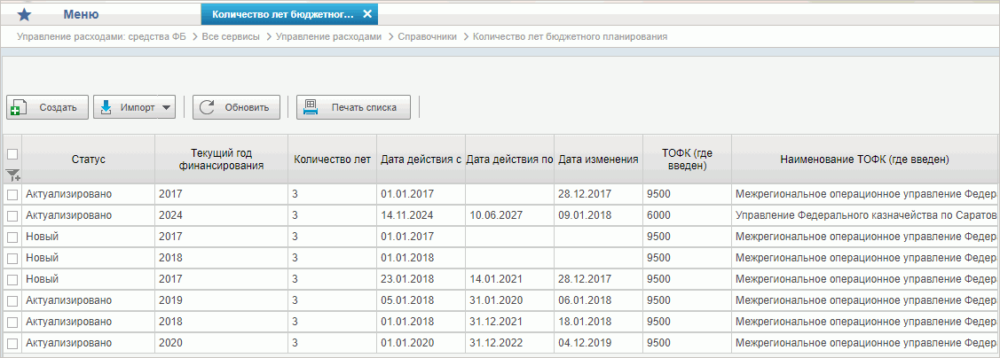 Меню Количество лет бюджетног...
Управление расходами: средства ФБ Все сервисы Управление расходами Справочники Количество лет бюджетного планирования
Создать Импорт Обновить Печать списка
Статус Текущий год финансирования Количество лет Дата действия с Дата действия по Дата изменения ТОФК (где введен) Наименование ТОФК (где введен)
Актуализировано 2017 3 01.01.2017 28.12.2017 9500 Межрегиональное операционное управление Федера
Актуализировано 2024 3 14.11.2024 10.06.2027 09.01.2018 6000 Управление Федерального казначейства по Саратов
Новый 2017 3 01.01.2017 9500 Межрегиональное операционное управление Федера
Новый 2018 3 01.01.2018 9500 Межрегиональное операционное управление Федера
Новый 2017 3 23.01.2018 14.01.2021 28.12.2017 9500 Межрегиональное операционное управление Федера
Актуализировано 2019 3 05.01.2018 31.01.2020 06.01.2018 9500 Межрегиональное операционное управление Федера
Актуализировано 2018 3 01.01.2018 31.12.2021 18.01.2018 9500 Межрегиональное операционное управление Федера
Актуализировано 2020 3 01.01.2020 31.12.2022 04.12.2019 9500 Межрегиональное операционное управление Федера